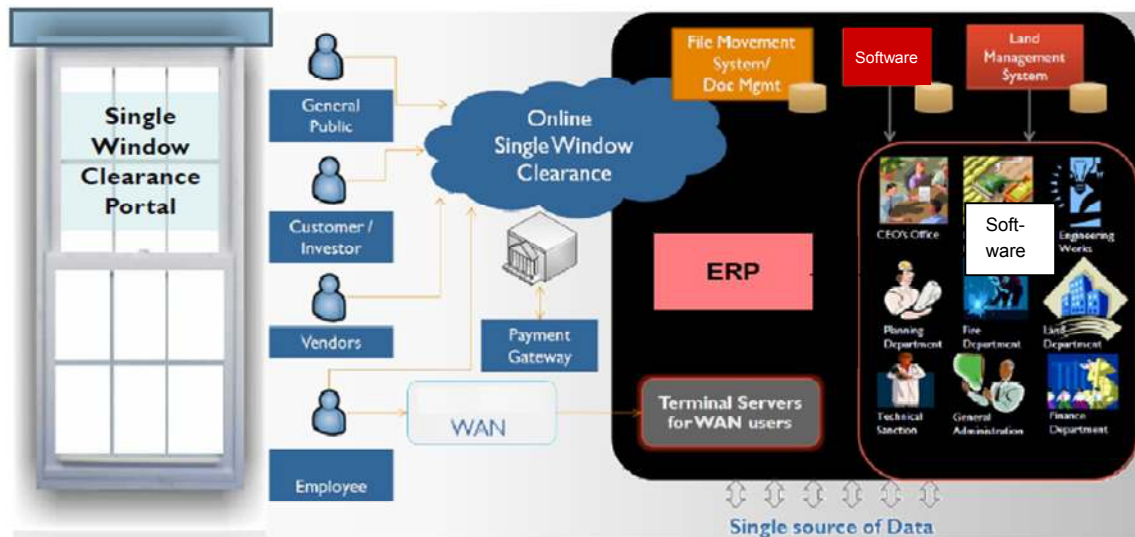 Single
Window
Clearance
Portal
General
Public
Customer /
Investor
Vendors
Employee
Online
Single Window
Clearance
Payment
Gateway
WAN
File Movement
System/
Doc Mgmt
Software
Land
Management
System
ERP
Terminal Servers
for WAN users
CEO's Office
Soft-
ware
Engineering
Works
Planning
Department
Fire
Department
Land
Department
Technical
Sanction
General
Administration
Finance
Department
Single source of Data